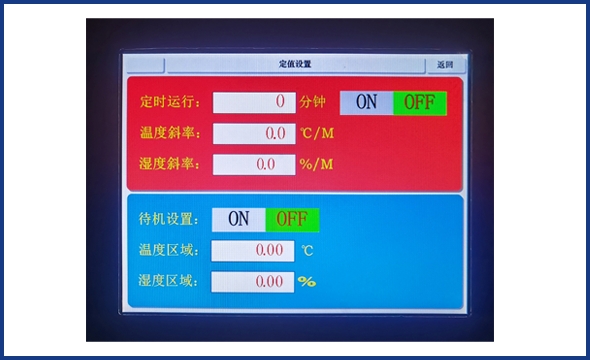 定值设置 返回
定时运行： 0 分钟 ON OFF
温度斜率： 0.0 ℃/M
湿度斜率： 0.0 %/M
待机设置： ON OFF
温度区域： 0.00 ℃
湿度区域： 0.00 %